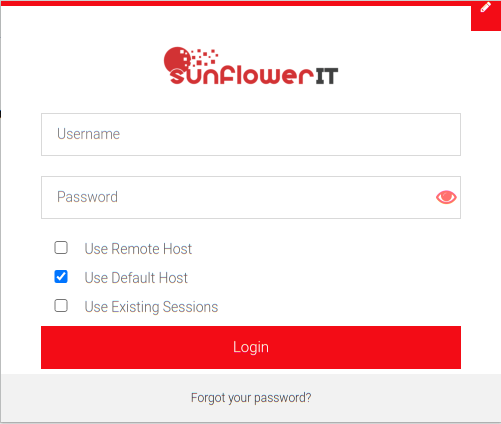 sunflowerIT
Username
Password
Use Remote Host
Use Default Host
Use Existing Sessions
Login
Forgot your password?